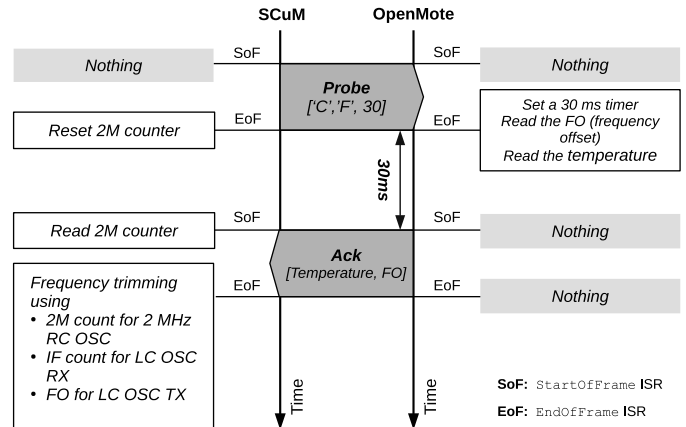 SCuM OpenMote
SoF SoF
Nothing
Probe
['C','F', 30]
Nothing
EoF EoF
Reset 2M counter
Set a 30 ms timer
Read the FO (frequency
offset)
Read the temperature
30ms
SoF SoF
Read 2M counter
Ack
[Temperature, FO]
Nothing
EoF EoF
Frequency trimming
using
• 2M count for 2 MHz
RC OSC
• IF count for LC OSC
RX
• FO for LC OSC TX
Nothing
Time Time
SoF: StartOfFrame ISR
EoF: EndOfFrame ISR